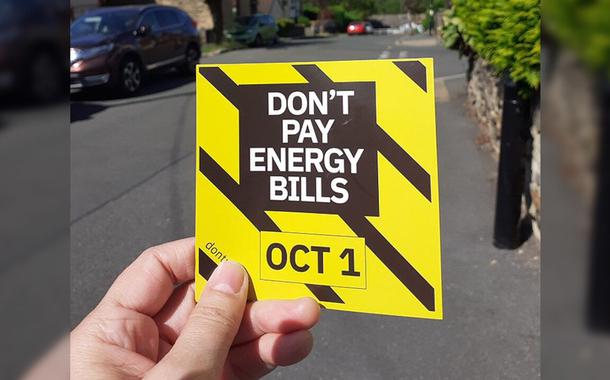 DON'T
PAY
ENERGY
BILLS
OCT 1